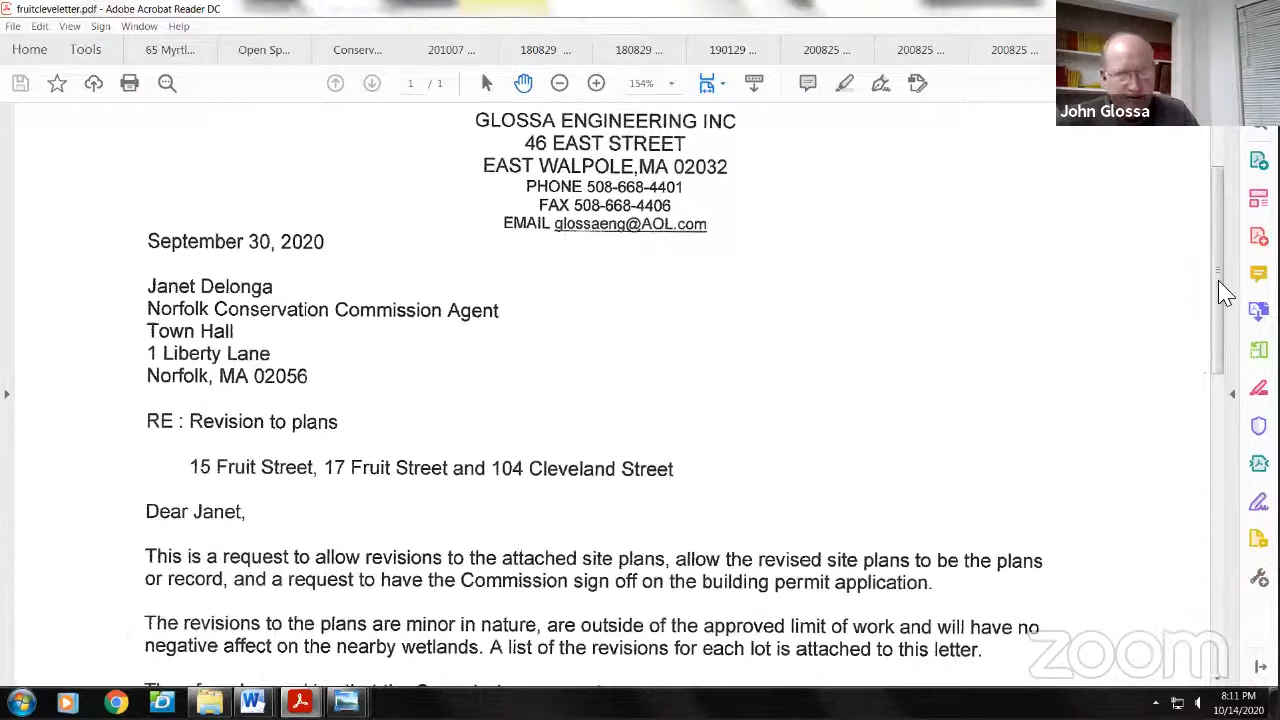 fruitcleveletter.pdf - Adobe Acrobat Reader DC
File Edit View Sign Window Help
Home Tools 65 Myrtl... Open Sp... Conserv... 201007 ... 180829 ... 180829 ... 190129 ... 200825 ... 200825 ... 200825 ...
1 / 1 154%
John Glossa
GLOSSA ENGINEERING INC
46 EAST STREET
EAST WALPOLE,MA 02032
PHONE 508-668-4401
FAX 508-668-4406
EMAIL glossaeng@AOL.com
September 30, 2020
Janet Delonga
Norfolk Conservation Commission Agent
Town Hall
1 Liberty Lane
Norfolk, MA 02056
RE : Revision to plans
15 Fruit Street, 17 Fruit Street and 104 Cleveland Street
Dear Janet,
This is a request to allow revisions to the attached site plans, allow the revised site plans to be the plans
or record, and a request to have the Commission sign off on the building permit application.
The revisions to the plans are minor in nature, are outside of the approved limit of work and will have no
negative affect on the nearby wetlands. A list of the revisions for each lot is attached to this letter.
zoom
8:11 PM
10/14/2020